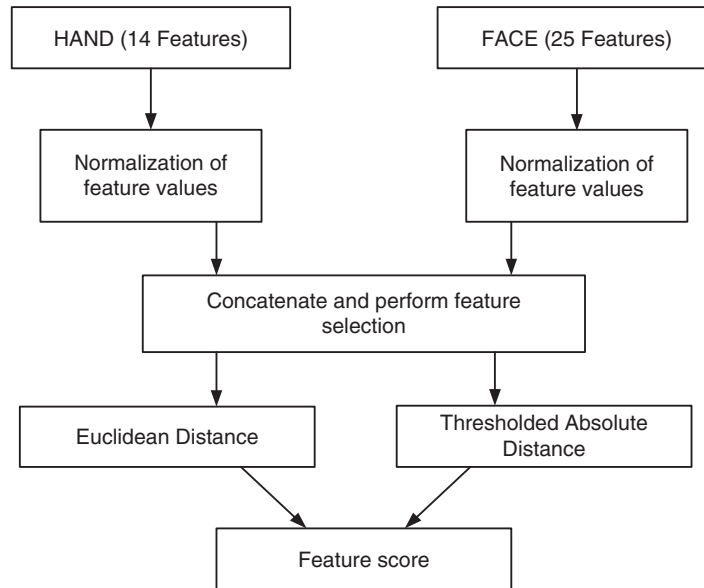 HAND (14 Features)
FACE (25 Features)
Normalization of
feature values
Normalization of
feature values
Concatenate and perform feature
selection
Euclidean Distance
Thresholded Absolute
Distance
Feature score